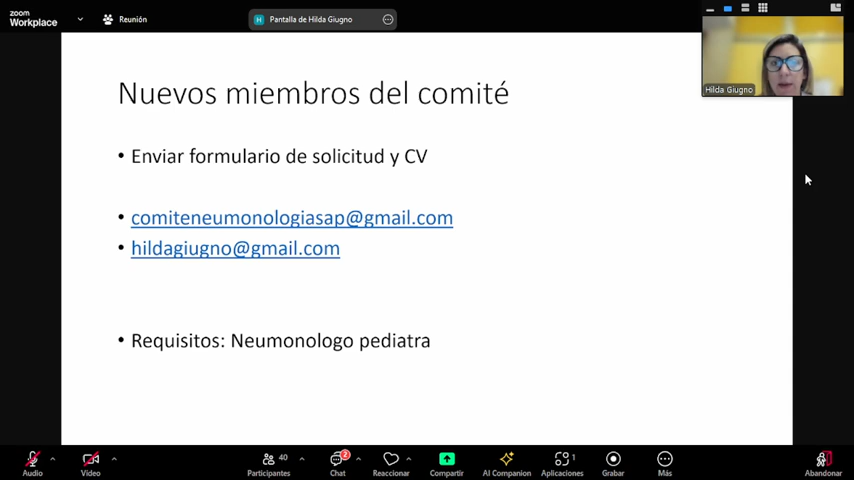 zoom
Workplace
Reunión
H Pantalla de Hilda Giugno
Hilda Giugno
Nuevos miembros del comité
• Enviar formulario de solicitud y CV
• comiteneumonologiasap@gmail.com
• hildagiugno@gmail.com
• Requisitos: Neumonologo pediatra
Audio
Video
40
Participantes
2
Chat
Reaccionar
Compartir
AI Companion
1
Aplicaciones
Grabar
Más
Abandonar